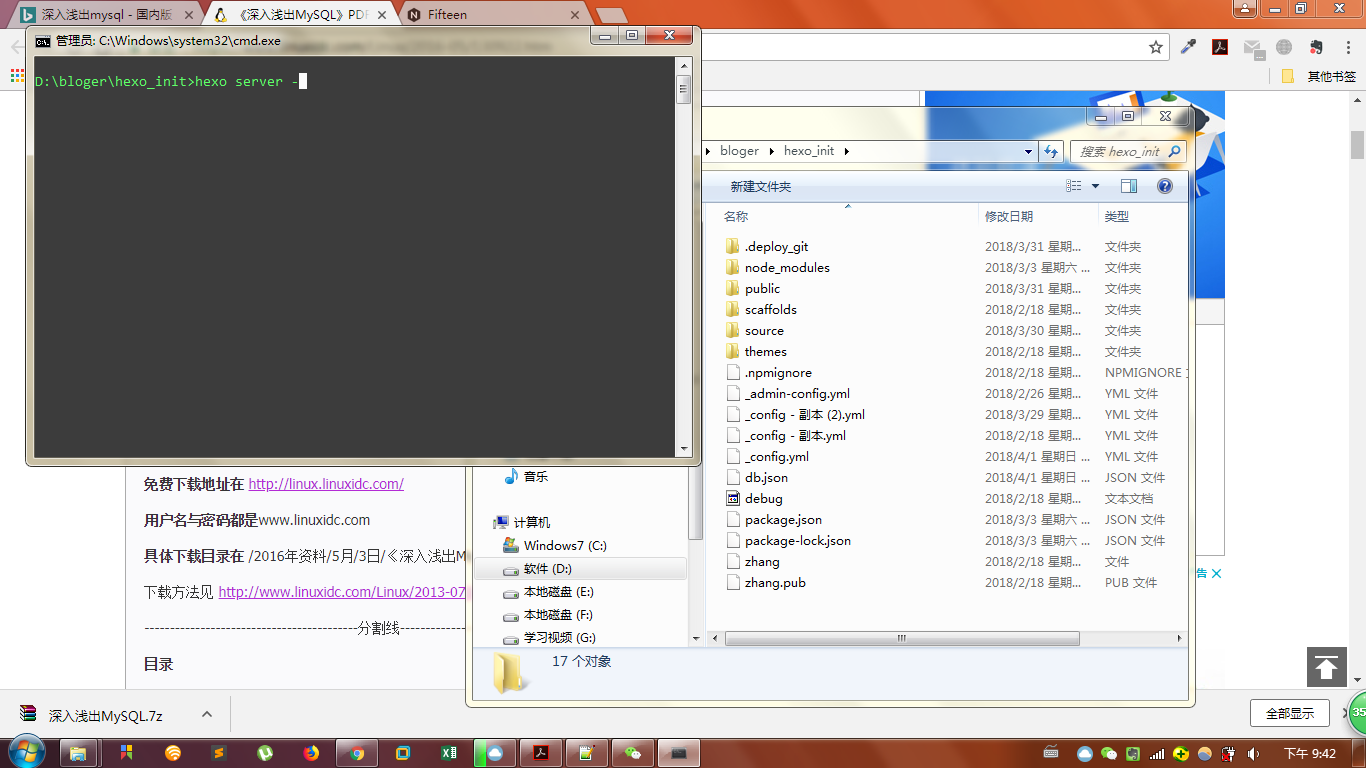 深入浅出mysql - 国内版
《深入浅出MySQL》PDF
Fifteen
管理员: C:\Windows\system32\cmd.exe
D:\bloger\hexo_init>hexo server -
其他书签
bloger hexo_init
搜索 hexo_init
新建文件夹
名称 修改日期 类型
.deploy_git 2018/3/31 星期... 文件夹
node_modules 2018/3/3 星期六 ... 文件夹
public 2018/3/31 星期... 文件夹
scaffolds 2018/2/18 星期... 文件夹
source 2018/3/30 星期... 文件夹
themes 2018/2/18 星期... 文件夹
.npmignore 2018/2/18 星期... NPMIGNORE
_admin-config.yml 2018/2/26 星期... YML 文件
_config - 副本 (2).yml 2018/3/29 星期... YML 文件
_config - 副本.yml 2018/2/18 星期... YML 文件
_config.yml 2018/4/1 星期日 ... YML 文件
db.json 2018/4/1 星期日 ... JSON 文件
debug 2018/2/18 星期... 文本文档
package.json 2018/3/3 星期六 ... JSON 文件
package-lock.json 2018/3/3 星期六 ... JSON 文件
zhang 2018/2/18 星期... 文件
zhang.pub 2018/2/18 星期... PUB 文件
音乐
计算机
Windows7 (C:)
软件 (D:)
本地磁盘 (E:)
本地磁盘 (F:)
学习视频 (G:)
17 个对象
免费下载地址在 http://linux.linuxidc.com/
用户名与密码都是www.linuxidc.com
具体下载目录在 /2016年资料/5月/3日/《深入浅出M
下载方法见 http://www.linuxidc.com/Linux/2013-07
------------------------------------------分割线--------------
目录
告
深入浅出MySQL.7z
全部显示
35
下午 9:42